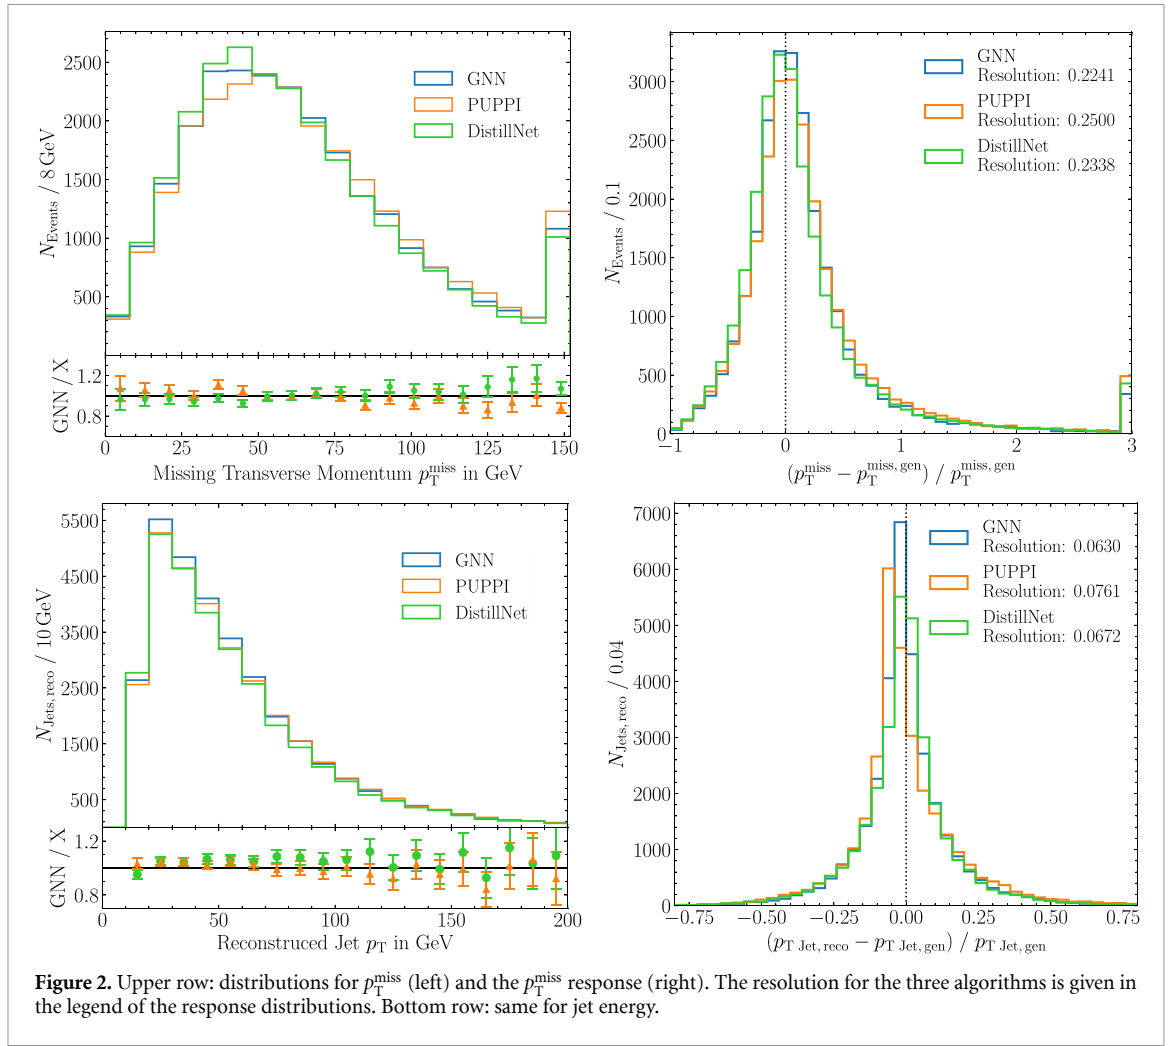 2500
2000
1500
1000
500
N_Events / 8 GeV
GNN
PUPPI
DistillNet
1.2
0.8
GNN / X
0 25 50 75 100 125 150
Missing Transverse Momentum p_T^miss in GeV
3000
2500
2000
1500
1000
500
0
N_Events / 0.1
GNN
Resolution: 0.2241
PUPPI
Resolution: 0.2500
DistillNet
Resolution: 0.2338
−1 0 1 2 3
(p_T^miss − p_T^miss, gen) / p_T^miss, gen
5500
4500
3500
2500
1500
500
N_Jets, reco / 10 GeV
GNN
PUPPI
DistillNet
1.2
0.8
GNN / X
0 50 100 150 200
Reconstruced Jet p_T in GeV
7000
6000
5000
4000
3000
2000
1000
0
N_Jets, reco / 0.04
GNN
Resolution: 0.0630
PUPPI
Resolution: 0.0761
DistillNet
Resolution: 0.0672
−0.75 −0.50 −0.25 0.00 0.25 0.50 0.75
(p_T Jet, reco − p_T Jet, gen) / p_T Jet, gen
Figure 2. Upper row: distributions for p_T^miss (left) and the p_T^miss response (right). The resolution for the three algorithms is given in
the legend of the response distributions. Bottom row: same for jet energy.